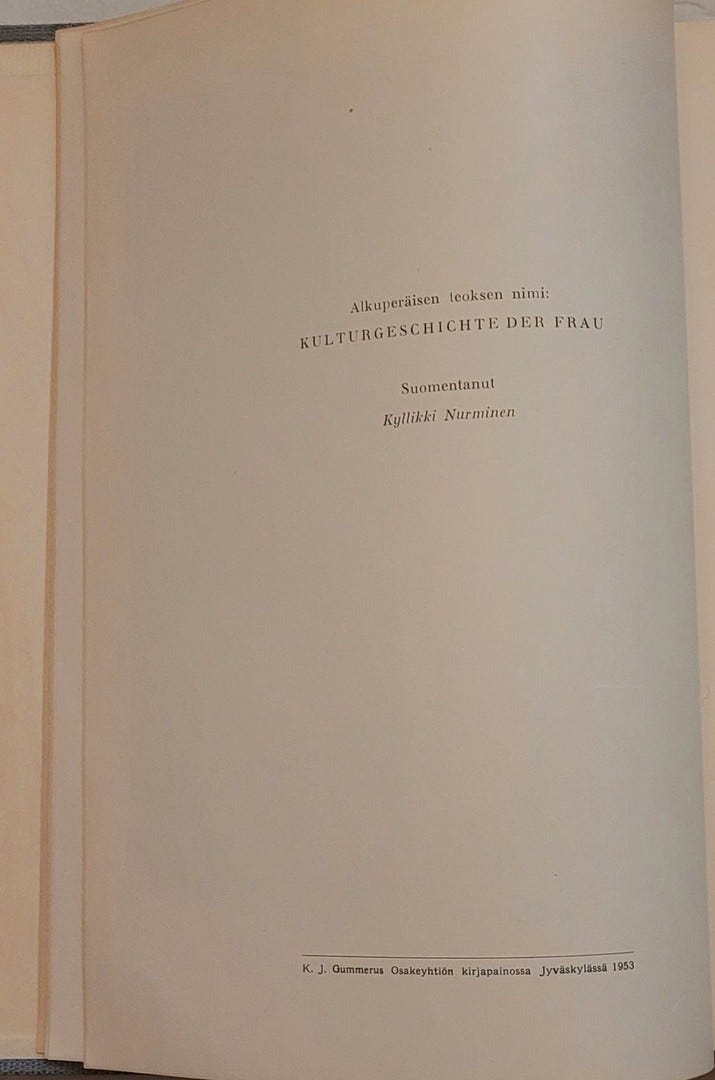 Alkuperäisen teoksen nimi:
KULTURGESCHICHTE DER FRAU
Suomentanut
Kyllikki Nurminen
K. J. Gummerus Osakeyhtiön kirjapainossa Jyväskylässä 1953